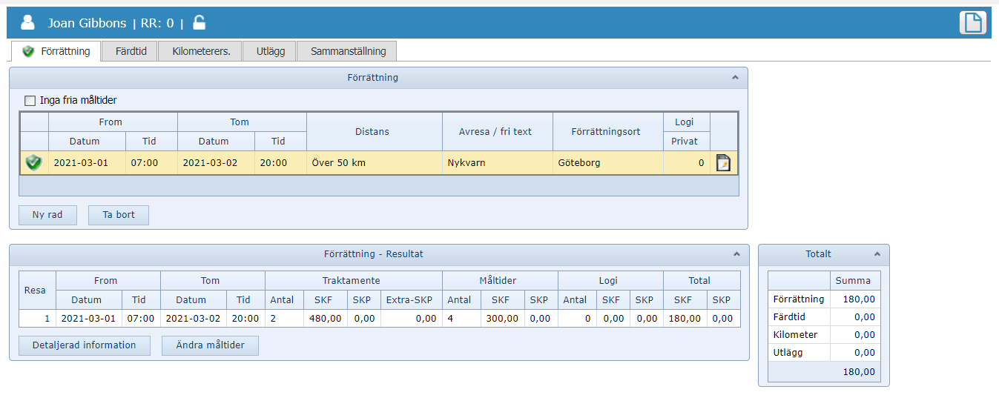 Joan Gibbons | RR: 0 |
Förrättning Färdtid Kilometerers. Utlägg Sammanställning
Förrättning
Inga fria måltider
From Tom Distans Avresa / fri text Förrättningsort Logi
Datum Tid Datum Tid Privat
2021-03-01 07:00 2021-03-02 20:00 Över 50 km Nykvarn Göteborg 0
Ny rad Ta bort
Förrättning - Resultat
Resa From Tom Traktamente Måltider Logi Total
Datum Tid Datum Tid Antal SKF SKP Extra-SKP Antal SKF SKP Antal SKF SKP SKF SKP
1 2021-03-01 07:00 2021-03-02 20:00 2 480,00 0,00 0,00 4 300,00 0,00 0 0,00 0,00 180,00 0,00
Detaljerad information Ändra måltider
Totalt
Summa
Förrättning 180,00
Färdtid 0,00
Kilometer 0,00
Utlägg 0,00
180,00